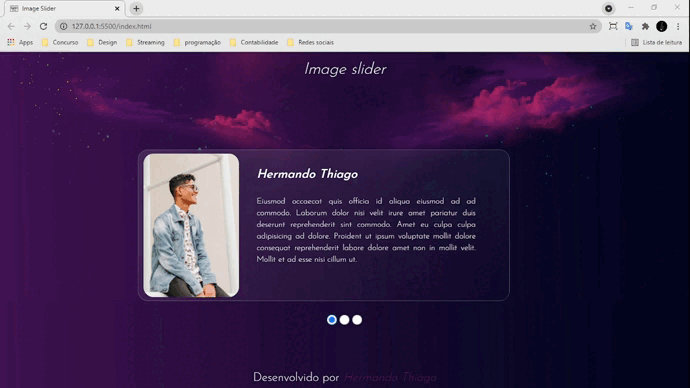 Image Slider
127.0.0.1:5500/index.html
Apps Concurso Design Streaming programação Contabilidade Redes sociais Lista de leitura
Image slider
Hermando Thiago
Eiusmod occaecat quis officia id aliqua eiusmod ad ad
commodo. Laborum dolor nisi velit irure amet pariatur duis
deserunt reprehenderit sint commodo. Amet eu culpa culpa
adipisicing ad dolore. Proident ut ipsum voluptate mollit dolore
consequat reprehenderit labore dolore amet non in mollit velit.
Mollit et ad esse nisi cillum ut.
Desenvolvido por Hermando Thiago